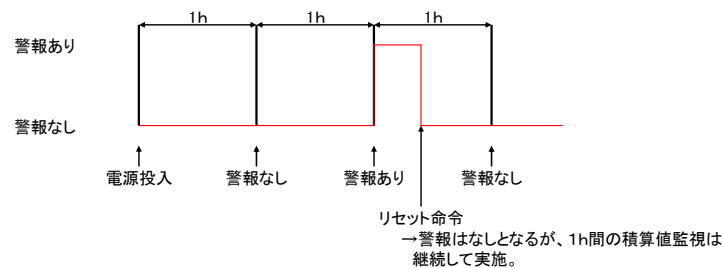 1h 1h 1h
警報あり
警報なし
電源投入 警報なし 警報あり 警報なし
リセット命令
→警報はなしとなるが、1h間の積算値監視は
継続して実施。